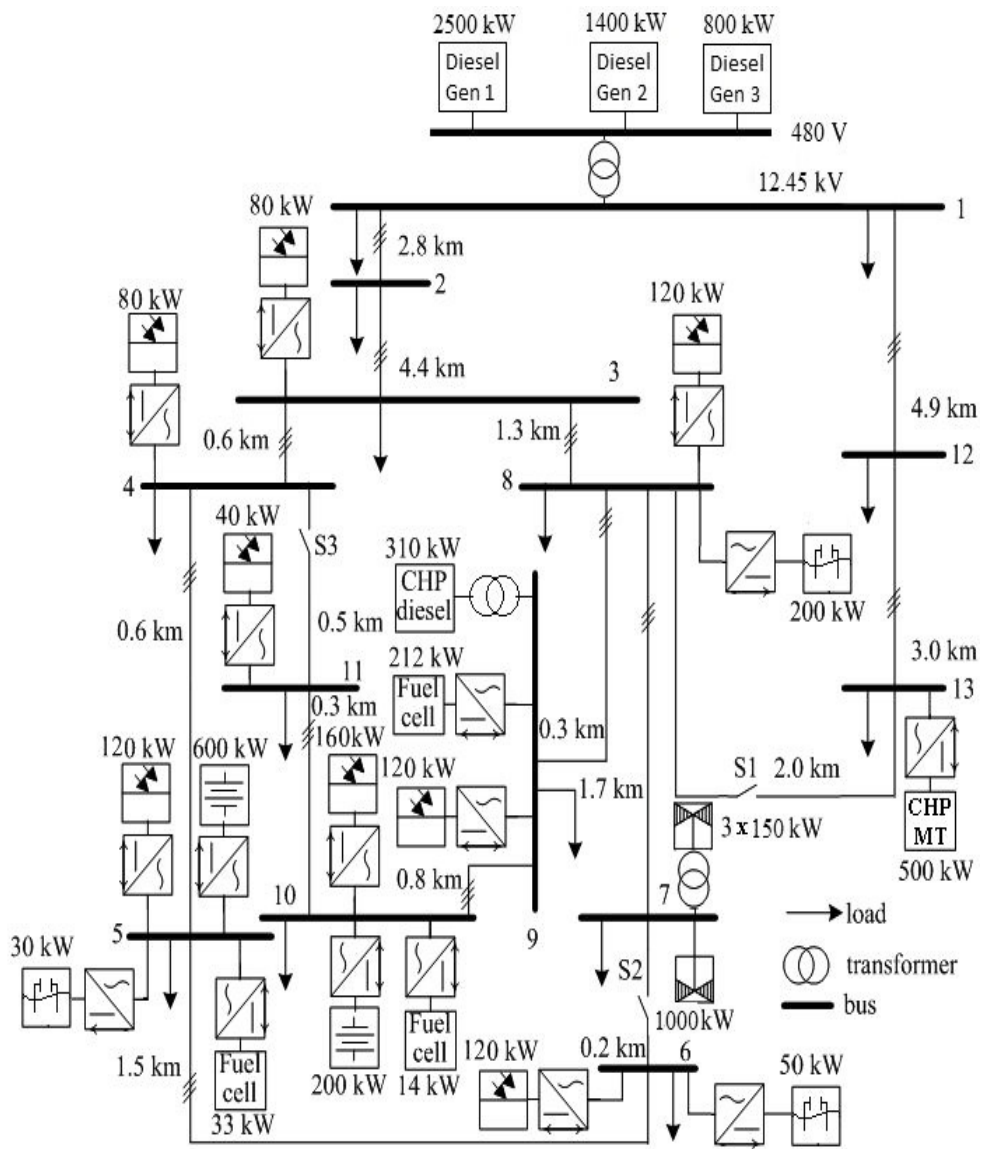 2500 kW
1400 kW
800 kW
Diesel
Gen 1
Diesel
Gen 2
Diesel
Gen 3
480 V
12.45 kV
1
80 kW
2.8 km
2
80 kW
120 kW
4.4 km
3
4.9 km
0.6 km
1.3 km
12
4
8
40 kW
S3
310 kW
CHP
diesel
200 kW
0.6 km
0.5 km
3.0 km
11
212 kW
13
0.3 km
Fuel
cell
0.3 km
120 kW
600 kW
160kW
120 kW
S1
2.0 km
1.7 km
3 x 150 kW
CHP
MT
500 kW
0.8 km
10
7
load
5
9
30 kW
S2
transformer
1000kW
bus
Fuel
cell
33 kW
1.5 km
200 kW
Fuel
cell
14 kW
120 kW
0.2 km
6
50 kW